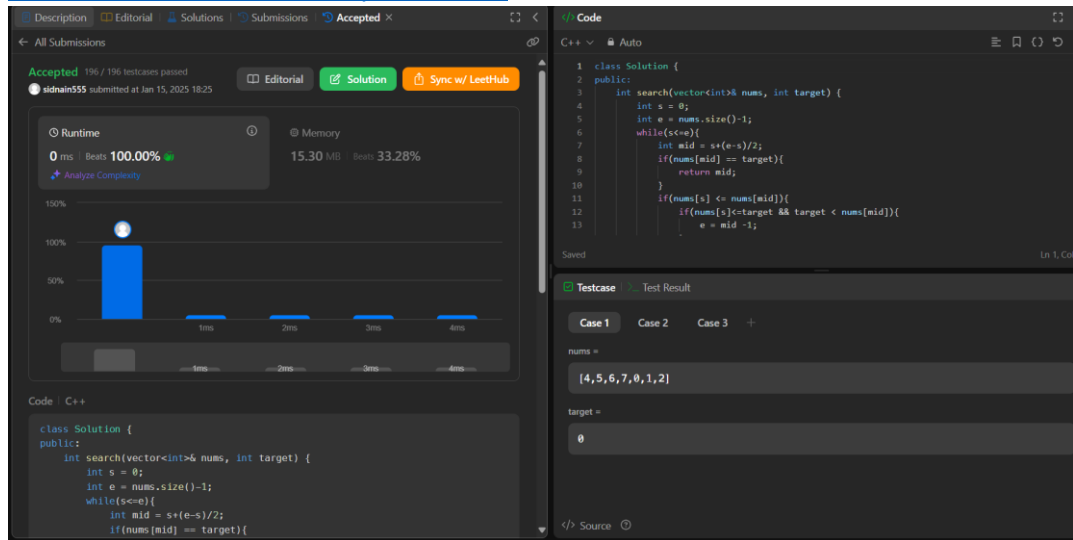 Description | Editorial | Solutions | Submissions | Accepted ×
← All Submissions
Accepted 196 / 196 testcases passed
sidnain555 submitted at Jan 15, 2025 18:25
Editorial
Solution
Sync w/ LeetHub
Runtime
0 ms | Beats 100.00%
Analyze Complexity
Memory
15.30 MB | Beats 33.28%
150%
100%
50%
0%
1ms 2ms 3ms 4ms
1ms 2ms 3ms 4ms
Code | C++
class Solution {
public:
    int search(vector<int>& nums, int target) {
        int s = 0;
        int e = nums.size()-1;
        while(s<=e){
            int mid = s+(e-s)/2;
            if(nums[mid] == target){
</> Code
C++ Auto
1 class Solution {
2 public:
3     int search(vector<int>& nums, int target) {
4         int s = 0;
5         int e = nums.size()-1;
6         while(s<=e){
7             int mid = s+(e-s)/2;
8             if(nums[mid] == target){
9                 return mid;
10             }
11             if(nums[s] <= nums[mid]){
12                 if(nums[s]<=target && target < nums[mid]){
13                     e = mid -1;
Saved
Ln 1, Col
Testcase | >_ Test Result
Case 1 Case 2 Case 3 +
nums =
[4,5,6,7,0,1,2]
target =
0
</> Source